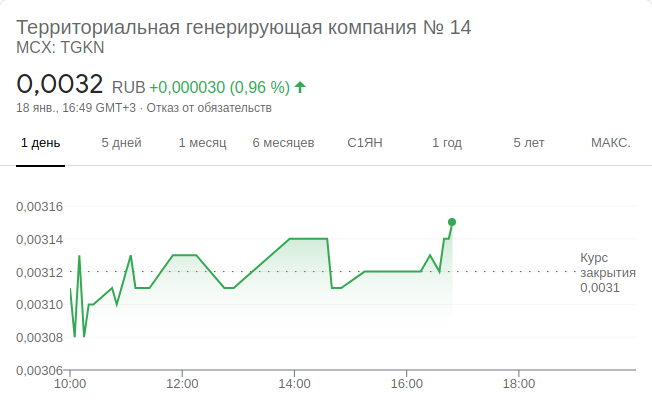 Территориальная генерирующая компания № 14
MCX: TGKN
0,0032 RUB +0,000030 (0,96 %)
18 янв., 16:49 GMT+3 · Отказ от обязательств
1 день 5 дней 1 месяц 6 месяцев С1ЯН 1 год 5 лет МАКС.
0,00316
0,00314
0,00312
0,00310
0,00308
0,00306
Курс
закрытия
0,0031
10:00 12:00 14:00 16:00 18:00